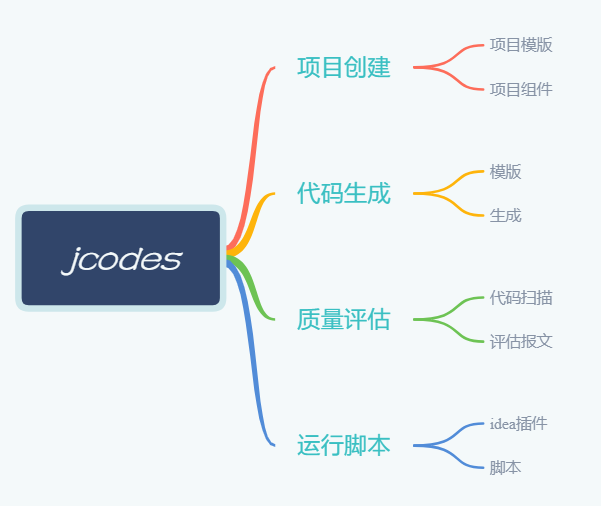 jcodes
项目创建
项目模版
项目组件
代码生成
模版
生成
质量评估
代码扫描
评估报文
运行脚本
idea插件
脚本